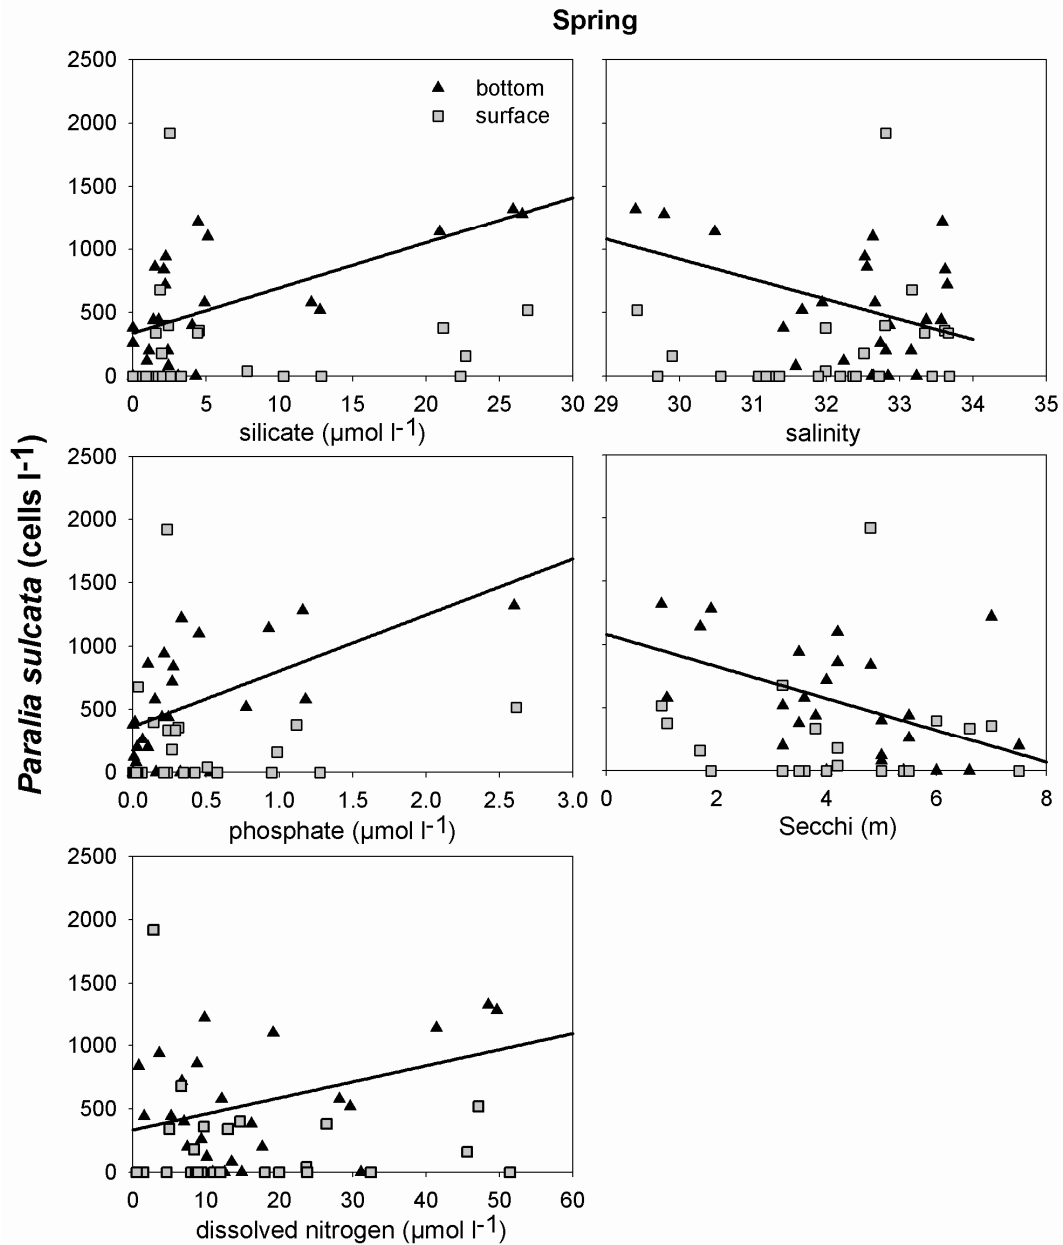 Spring
2500
2000
1500
1000
500
0
bottom
surface
0 5 10 15 20 25 30
silicate (µmol l-1)
29 30 31 32 33 34 35
salinity
Paralia sulcata (cells l-1)
2500
2000
1500
1000
500
0
0.0 0.5 1.0 1.5 2.0 2.5 3.0
phosphate (µmol l-1)
0 2 4 6 8
Secchi (m)
2500
2000
1500
1000
500
0
0 10 20 30 40 50 60
dissolved nitrogen (µmol l-1)